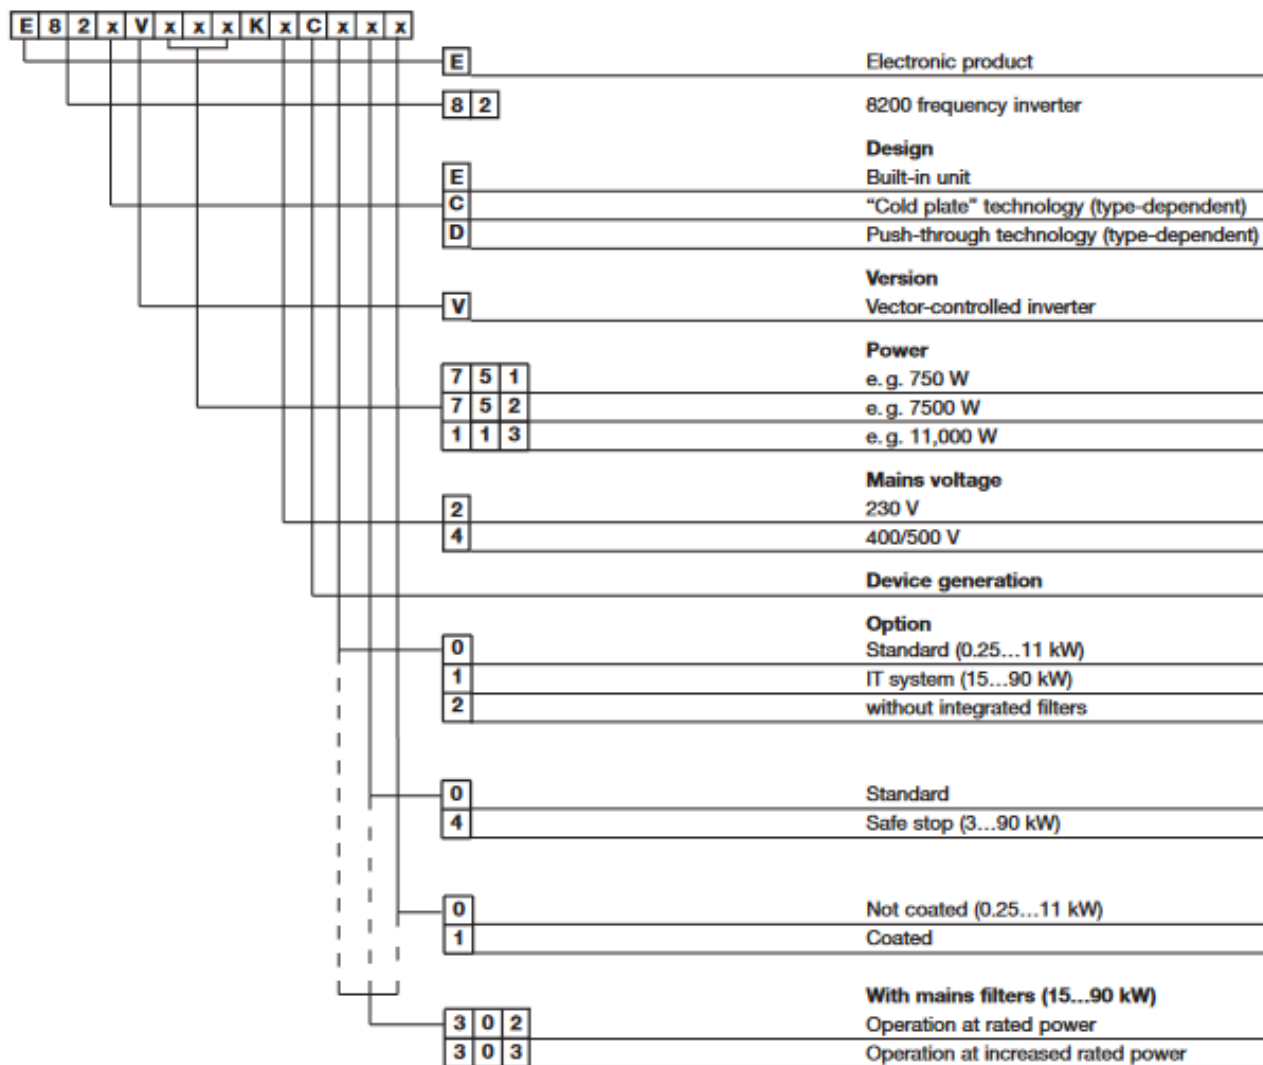 E 8 2 x V x x x K x C x x x
E Electronic product
8 2 8200 frequency inverter
Design
E Built-in unit
C "Cold plate" technology (type-dependent)
D Push-through technology (type-dependent)
Version
V Vector-controlled inverter
Power
7 5 1 e. g. 750 W
7 5 2 e. g. 7500 W
1 1 3 e. g. 11,000 W
Mains voltage
2 230 V
4 400/500 V
Device generation
Option
0 Standard (0.25...11 kW)
1 IT system (15...90 kW)
2 without integrated filters
0 Standard
4 Safe stop (3...90 kW)
0 Not coated (0.25...11 kW)
1 Coated
With mains filters (15...90 kW)
3 0 2 Operation at rated power
3 0 3 Operation at increased rated power